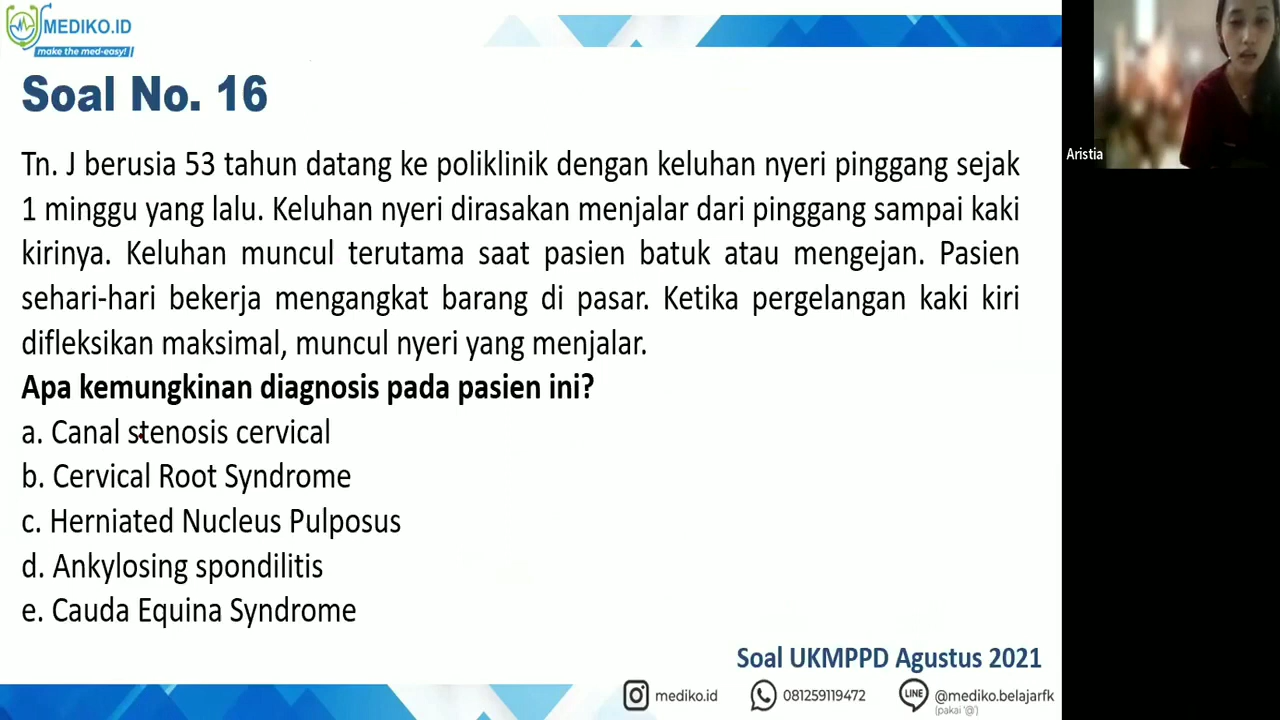 MEDIKO.ID
make the med-easy!
Soal No. 16
Tn. J berusia 53 tahun datang ke poliklinik dengan keluhan nyeri pinggang sejak
1 minggu yang lalu. Keluhan nyeri dirasakan menjalar dari pinggang sampai kaki
kirinya. Keluhan muncul terutama saat pasien batuk atau mengejan. Pasien
sehari-hari bekerja mengangkat barang di pasar. Ketika pergelangan kaki kiri
difleksikan maksimal, muncul nyeri yang menjalar.
Apa kemungkinan diagnosis pada pasien ini?
a. Canal stenosis cervical
b. Cervical Root Syndrome
c. Herniated Nucleus Pulposus
d. Ankylosing spondilitis
e. Cauda Equina Syndrome
Soal UKMPPD Agustus 2021
mediko.id
081259119472
LINE
@mediko.belajarfk
(pakai '@')
Aristia